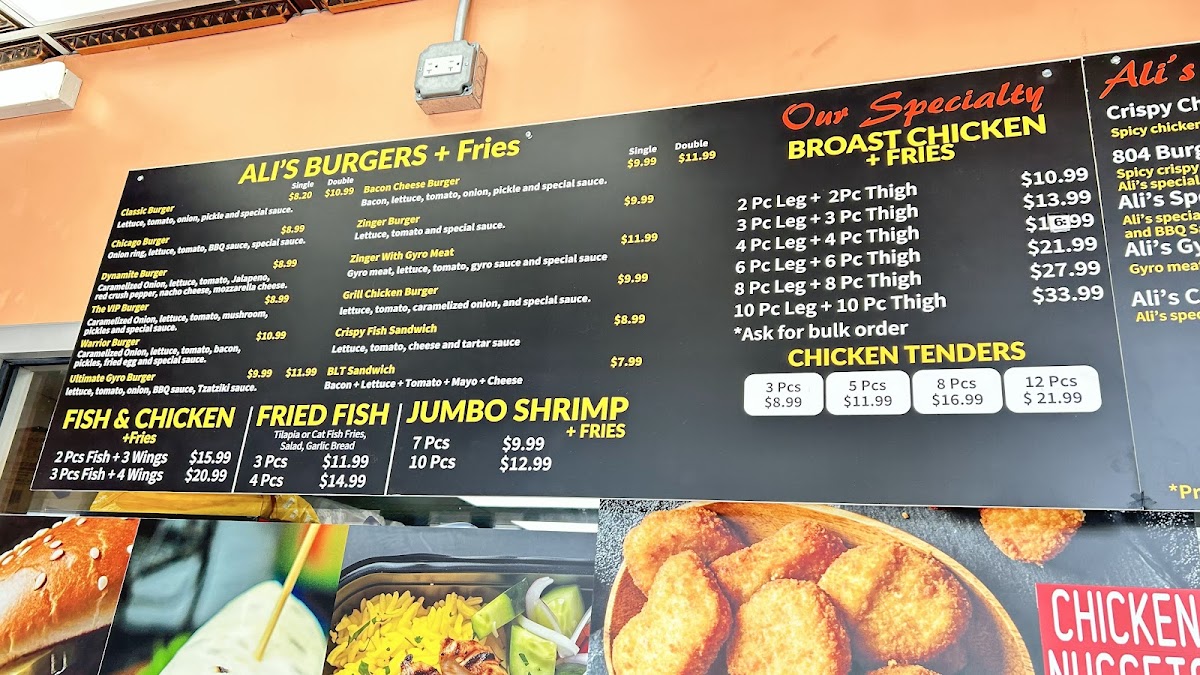 ALI'S BURGERS + Fries
Single Double
$8.20 $10.99
Classic Burger
Lettuce, tomato, onion, pickle and special sauce.
$8.99
Chicago Burger
Onion ring, lettuce, tomato, BBQ sauce, special sauce.
$8.99
Dynamite Burger
Caramelized Onion, lettuce, tomato, Jalapeno,
red crush pepper, nacho cheese, mozzarella cheese.
$8.99
The VIP Burger
Caramelized Onion, lettuce, tomato, mushroom,
pickles and special sauce.
$10.99
Warrior Burger
Caramelized Onion, lettuce, tomato, bacon,
pickles, fried egg and special sauce.
$9.99 $11.99
Ultimate Gyro Burger
lettuce, tomato, onion, BBQ sauce, Tzatziki sauce.
Single Double
$9.99 $11.99
Bacon Cheese Burger
Bacon, lettuce, tomato, onion, pickle and special sauce.
$9.99
Zinger Burger
Lettuce, tomato and special sauce.
$11.99
Zinger With Gyro Meat
Gyro meat, lettuce, tomato, gyro sauce and special sauce
$9.99
Grill Chicken Burger
Lettuce, tomato, caramelized onion, and special sauce.
$8.99
Crispy Fish Sandwich
Lettuce, tomato, cheese and tartar sauce
$7.99
BLT Sandwich
Bacon + Lettuce + Tomato + Mayo + Cheese
FISH & CHICKEN
+Fries
2 Pcs Fish + 3 Wings $15.99
3 Pcs Fish + 4 Wings $20.99
FRIED FISH
Tilapia or Cat Fish Fries,
Salad, Garlic Bread
3 Pcs $11.99
4 Pcs $14.99
JUMBO SHRIMP
+ FRIES
7 Pcs $9.99
10 Pcs $12.99
Our Specialty
BROAST CHICKEN
+ FRIES
2 Pc Leg + 2Pc Thigh $10.99
3 Pc Leg + 3 Pc Thigh $13.99
4 Pc Leg + 4 Pc Thigh
6 Pc Leg + 6 Pc Thigh $21.99
8 Pc Leg + 8 Pc Thigh $27.99
10 Pc Leg + 10 Pc Thigh $33.99
*Ask for bulk order
CHICKEN TENDERS
3 Pcs 5 Pcs 8 Pcs 12 Pcs
$8.99 $11.99 $16.99 $ 21.99
Ali's
Crispy
Spicy chicken
804
Spicy crispy
Ali's special
Ali's
Ali's
and BBQ
Ali's
Gyro
Ali's
Ali's
CHICKEN
NUGGETS